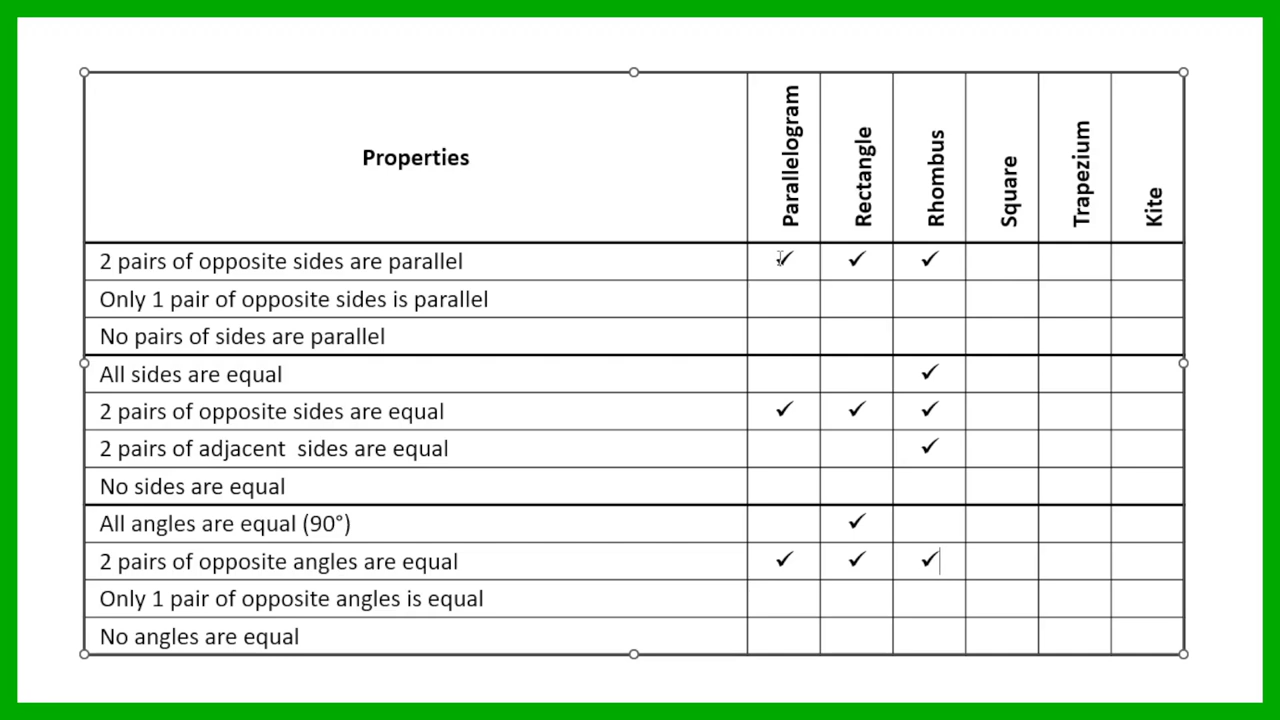 Properties Parallelogram Rectangle Rhombus Square Trapezium Kite
2 pairs of opposite sides are parallel ✓ ✓ ✓
Only 1 pair of opposite sides is parallel
No pairs of sides are parallel
All sides are equal ✓
2 pairs of opposite sides are equal ✓ ✓ ✓
2 pairs of adjacent  sides are equal ✓
No sides are equal
All angles are equal (90°) ✓
2 pairs of opposite angles are equal ✓ ✓ ✓
Only 1 pair of opposite angles is equal
No angles are equal